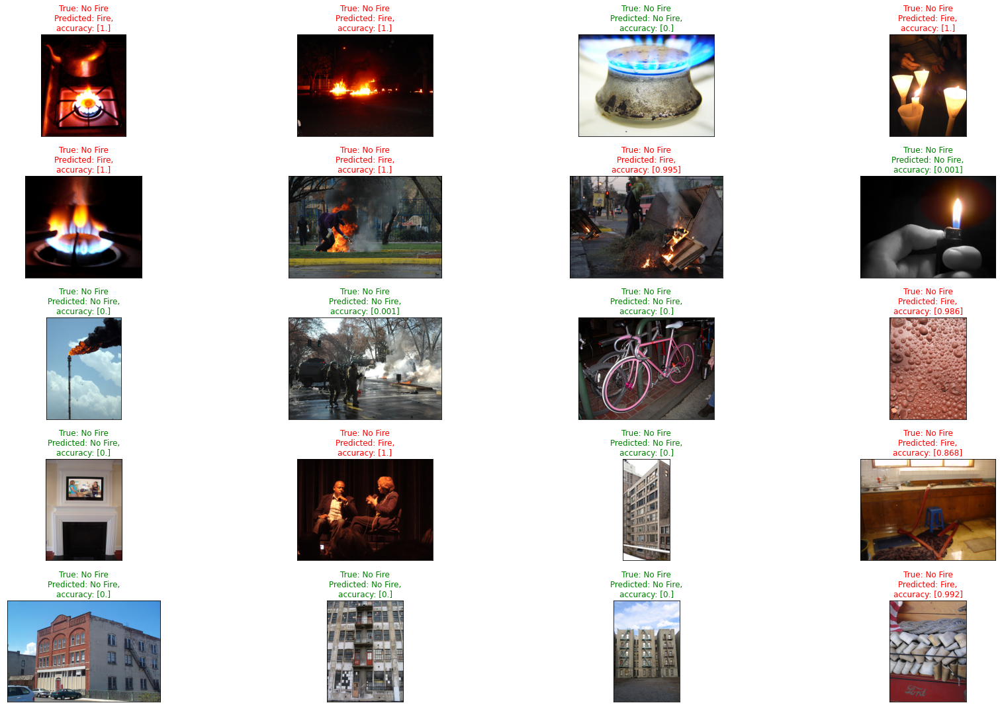 True: No Fire
Predicted: Fire,
accuracy: [1.]
True: No Fire
Predicted: Fire,
accuracy: [1.]
True: No Fire
Predicted: No Fire,
accuracy: [0.]
True: No Fire
Predicted: Fire,
accuracy: [1.]
True: No Fire
Predicted: Fire,
accuracy: [1.]
True: No Fire
Predicted: Fire,
accuracy: [1.]
True: No Fire
Predicted: Fire,
accuracy: [0.995]
True: No Fire
Predicted: No Fire,
accuracy: [0.001]
True: No Fire
Predicted: No Fire,
accuracy: [0.]
True: No Fire
Predicted: No Fire,
accuracy: [0.001]
True: No Fire
Predicted: No Fire,
accuracy: [0.]
True: No Fire
Predicted: Fire,
accuracy: [0.986]
True: No Fire
Predicted: No Fire,
accuracy: [0.]
True: No Fire
Predicted: Fire,
accuracy: [1.]
True: No Fire
Predicted: No Fire,
accuracy: [0.]
True: No Fire
Predicted: Fire,
accuracy: [0.868]
True: No Fire
Predicted: No Fire,
accuracy: [0.]
True: No Fire
Predicted: No Fire,
accuracy: [0.]
True: No Fire
Predicted: No Fire,
accuracy: [0.]
True: No Fire
Predicted: Fire,
accuracy: [0.992]
Ford